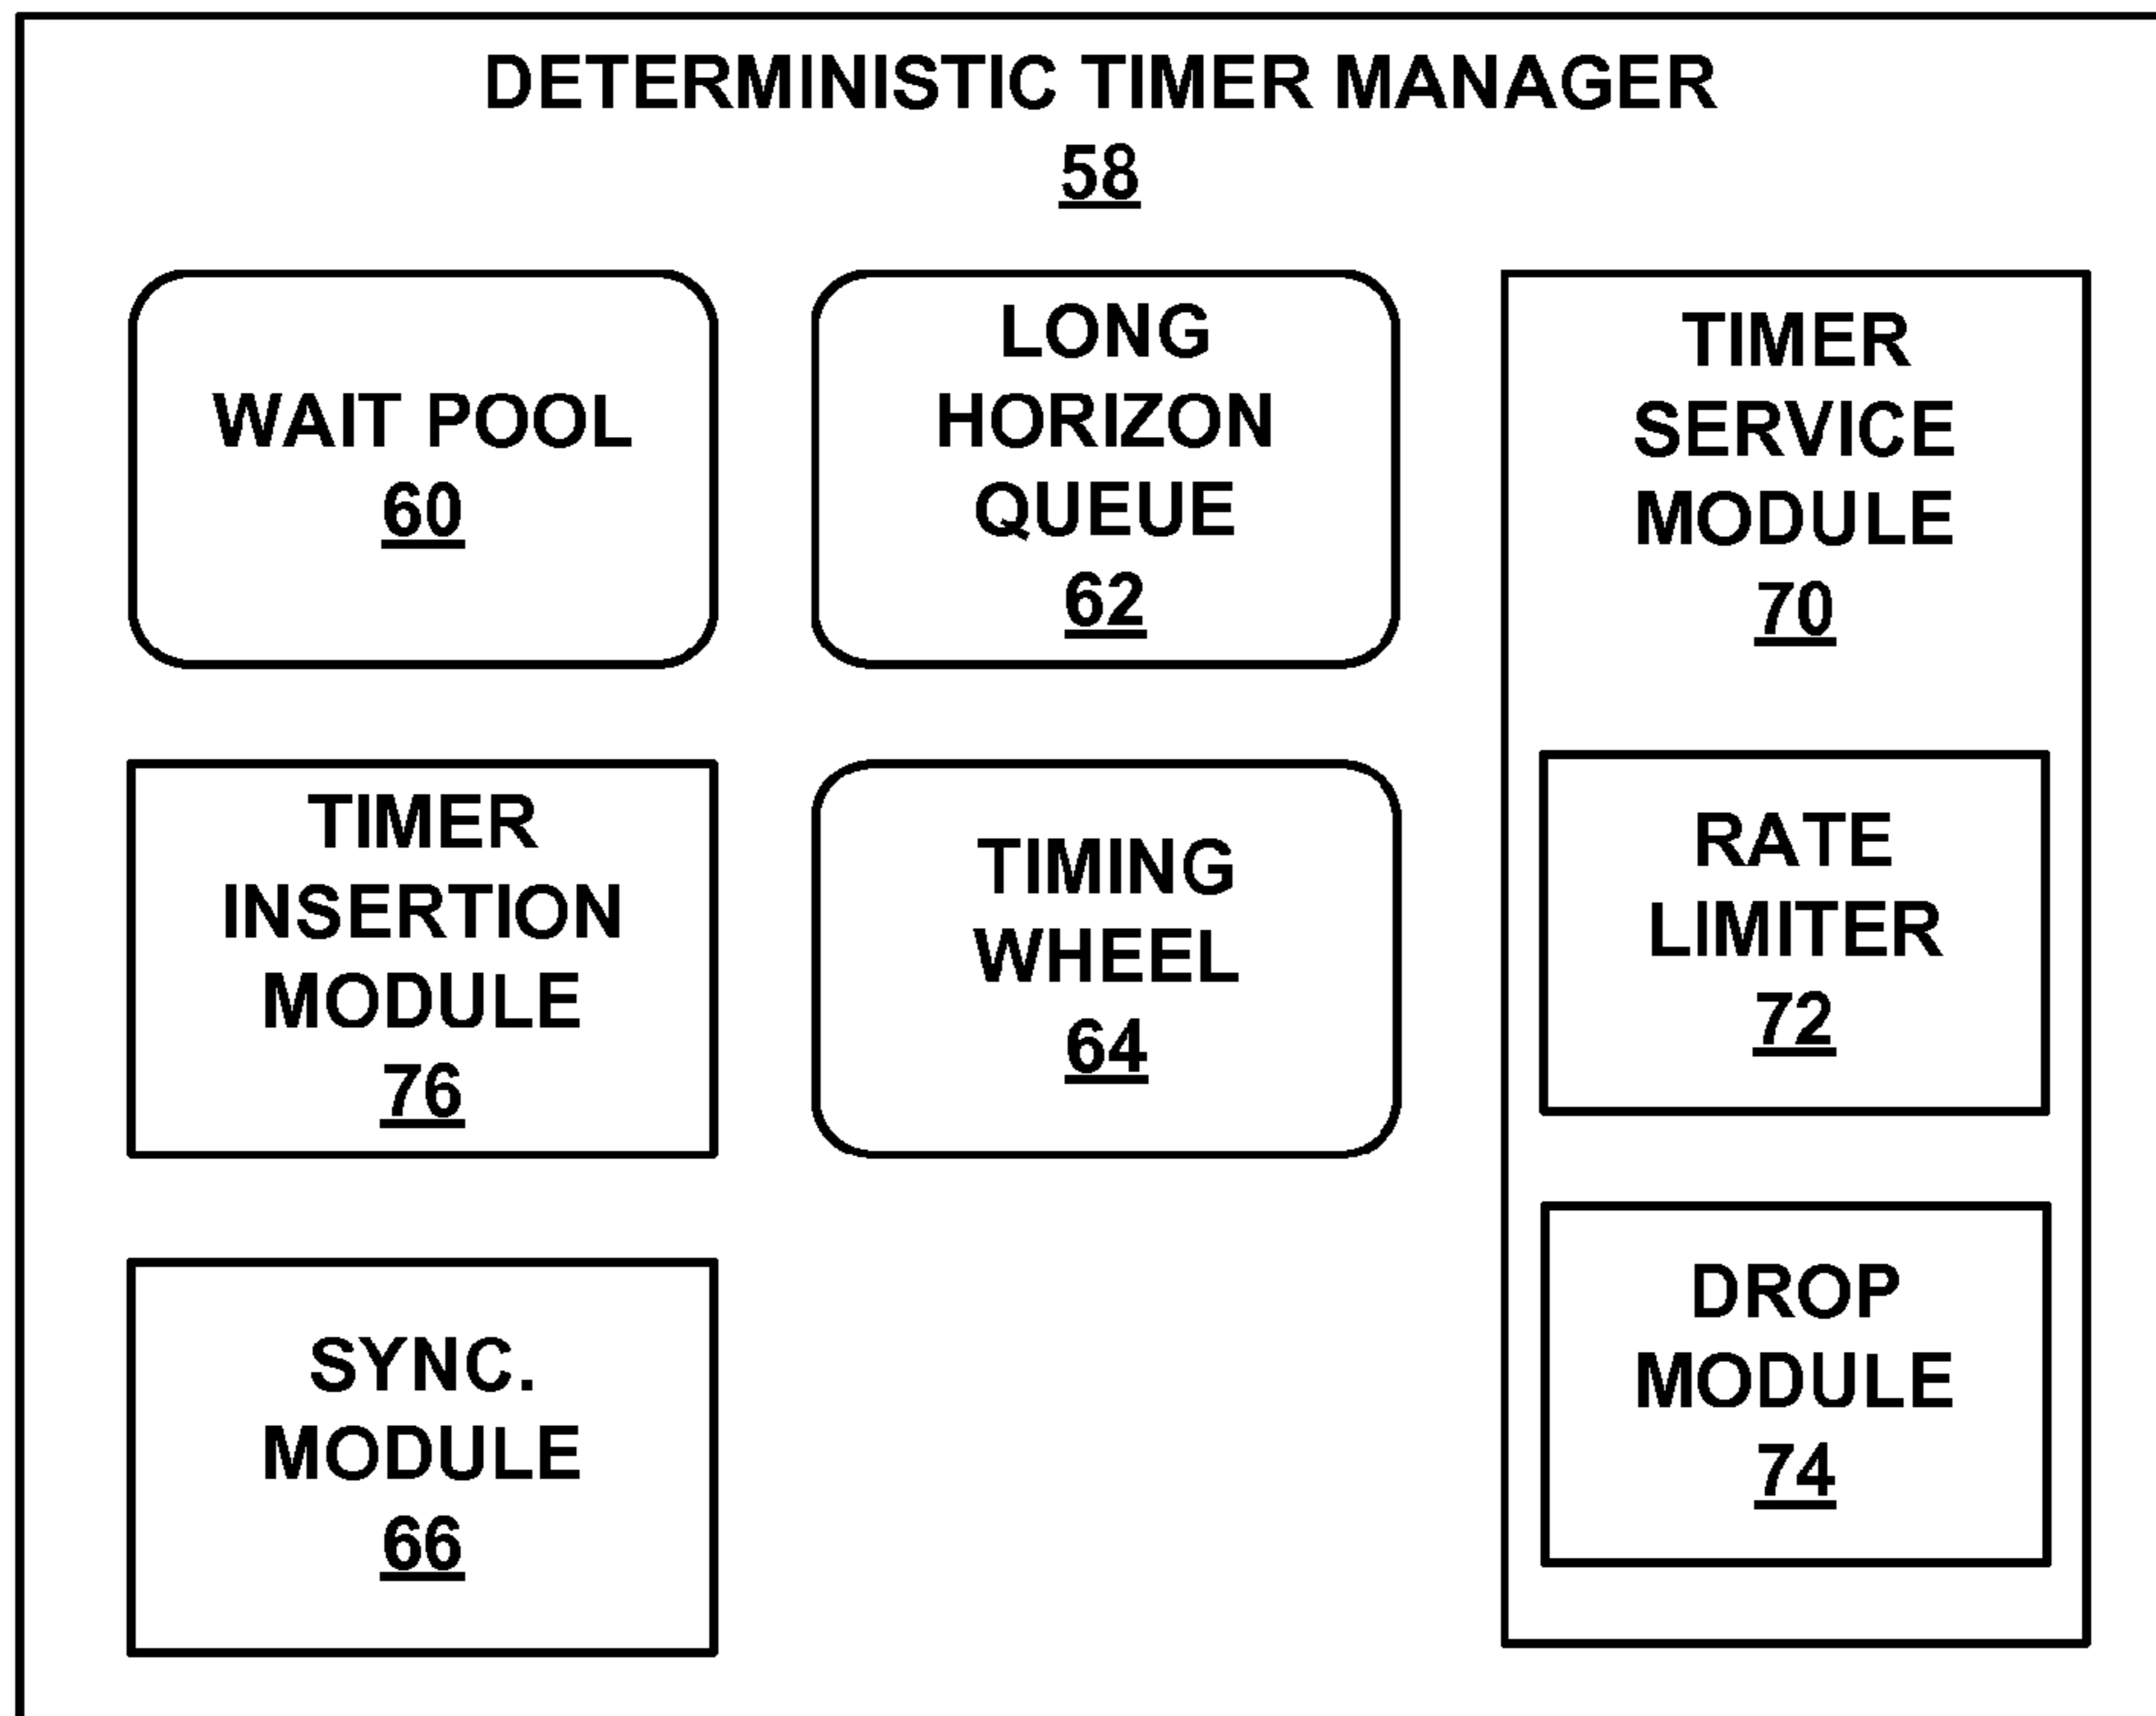 DETERMINISTIC TIMER MANAGER
58
WAIT POOL
60
LONG
HORIZON
QUEUE
62
TIMER
SERVICE
MODULE
70
TIMER
INSERTION
MODULE
76
TIMING
WHEEL
64
RATE
LIMITER
72
SYNC.
MODULE
66
DROP
MODULE
74